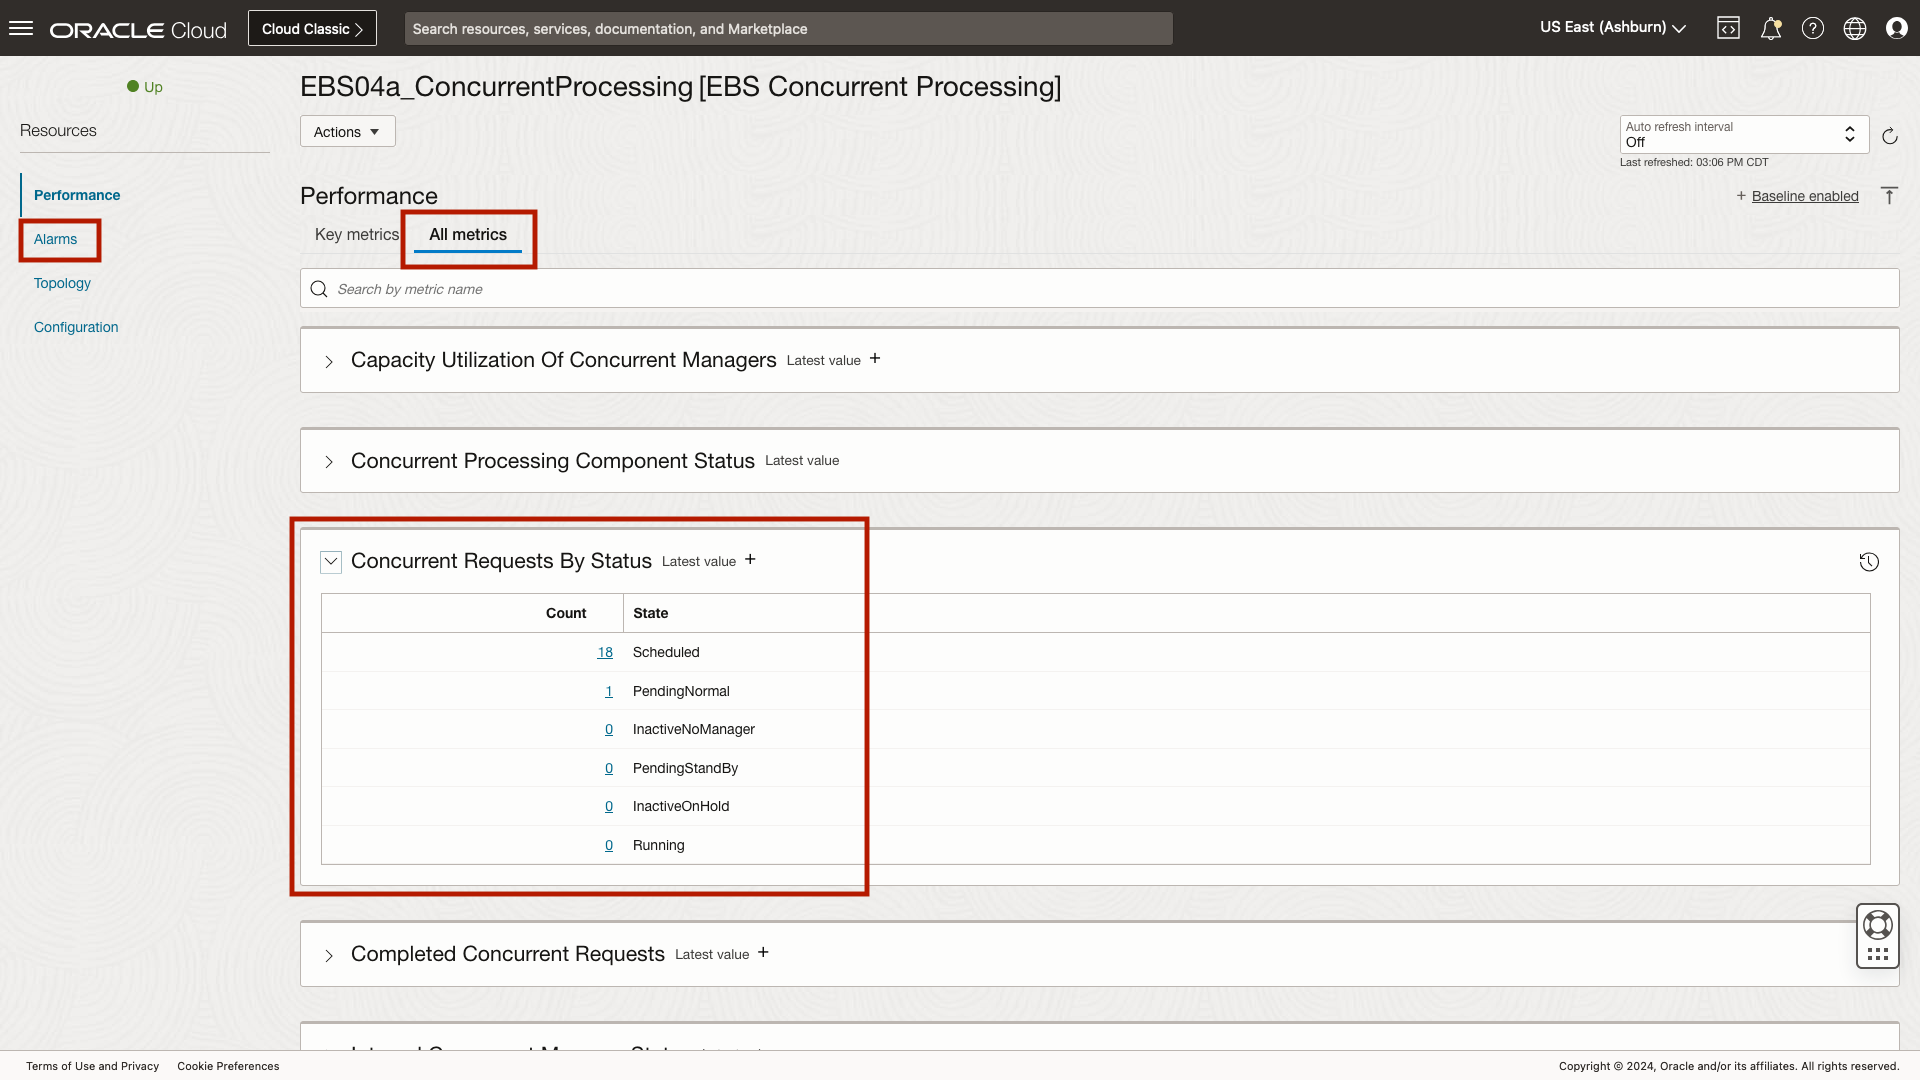 ORACLE Cloud
Cloud Classic
Search resources, services, documentation, and Marketplace
US East (Ashburn)
Up
Resources
Performance
Alarms
Topology
Configuration
EBS04a_ConcurrentProcessing [EBS Concurrent Processing]
Actions
Auto refresh interval
Off
Last refreshed: 03:06 PM CDT
Performance
+ Baseline enabled
Key metrics
All metrics
Search by metric name
Capacity Utilization Of Concurrent Managers Latest value +
Concurrent Processing Component Status Latest value
Concurrent Requests By Status Latest value +
Count State
18 Scheduled
1 PendingNormal
0 InactiveNoManager
0 PendingStandBy
0 InactiveOnHold
0 Running
Completed Concurrent Requests Latest value +
Terms of Use and Privacy Cookie Preferences
Copyright © 2024, Oracle and/or its affiliates. All rights reserved.